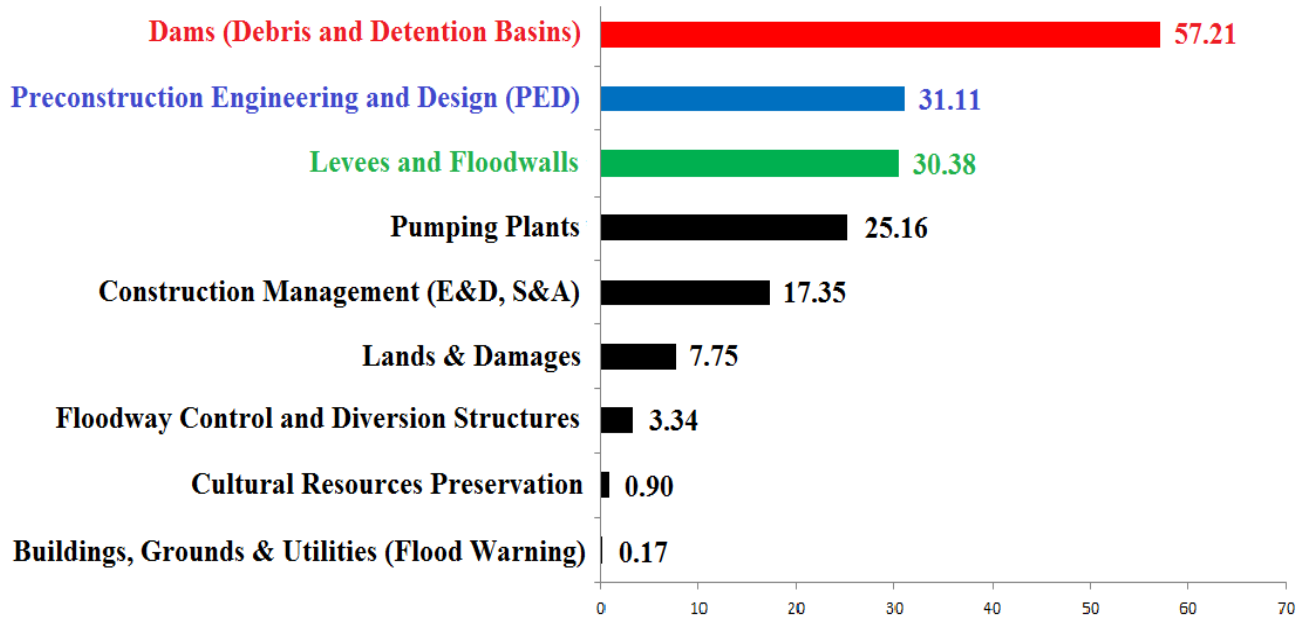 Dams (Debris and Detention Basins) 57.21
Preconstruction Engineering and Design (PED) 31.11
Levees and Floodwalls 30.38
Pumping Plants 25.16
Construction Management (E&D, S&A) 17.35
Lands & Damages 7.75
Floodway Control and Diversion Structures 3.34
Cultural Resources Preservation 0.90
Buildings, Grounds & Utilities (Flood Warning) 0.17
0 10 20 30 40 50 60 70